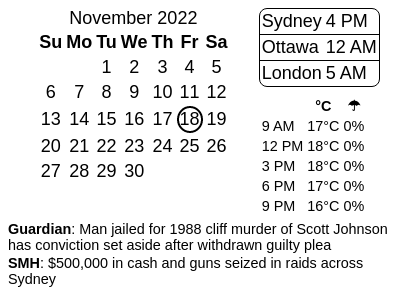 November 2022
Su Mo Tu We Th Fr Sa
1 2 3 4 5
6 7 8 9 10 11 12
13 14 15 16 17 18 19
20 21 22 23 24 25 26
27 28 29 30
Sydney 4 PM
Ottawa 12 AM
London 5 AM
°C ☂
9 AM 17°C 0%
12 PM 18°C 0%
3 PM 18°C 0%
6 PM 17°C 0%
9 PM 16°C 0%
Guardian: Man jailed for 1988 cliff murder of Scott Johnson
has conviction set aside after withdrawn guilty plea
SMH: $500,000 in cash and guns seized in raids across
Sydney